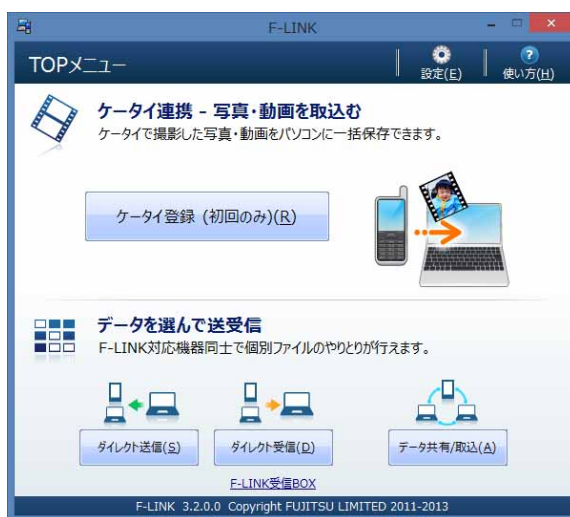 F-LINK
TOPメニュー
設定(E)
使い方(H)
ケータイ連携 - 写真・動画を取込む
ケータイで撮影した写真・動画をパソコンに一括保存できます。
ケータイ登録 (初回のみ)(R)
データを選んで送受信
F-LINK対応機器同士で個別ファイルのやりとりが行えます。
ダイレクト送信(S)
ダイレクト受信(D)
データ共有/取込(A)
F-LINK受信BOX
F-LINK 3.2.0.0 Copyright FUJITSU LIMITED 2011-2013